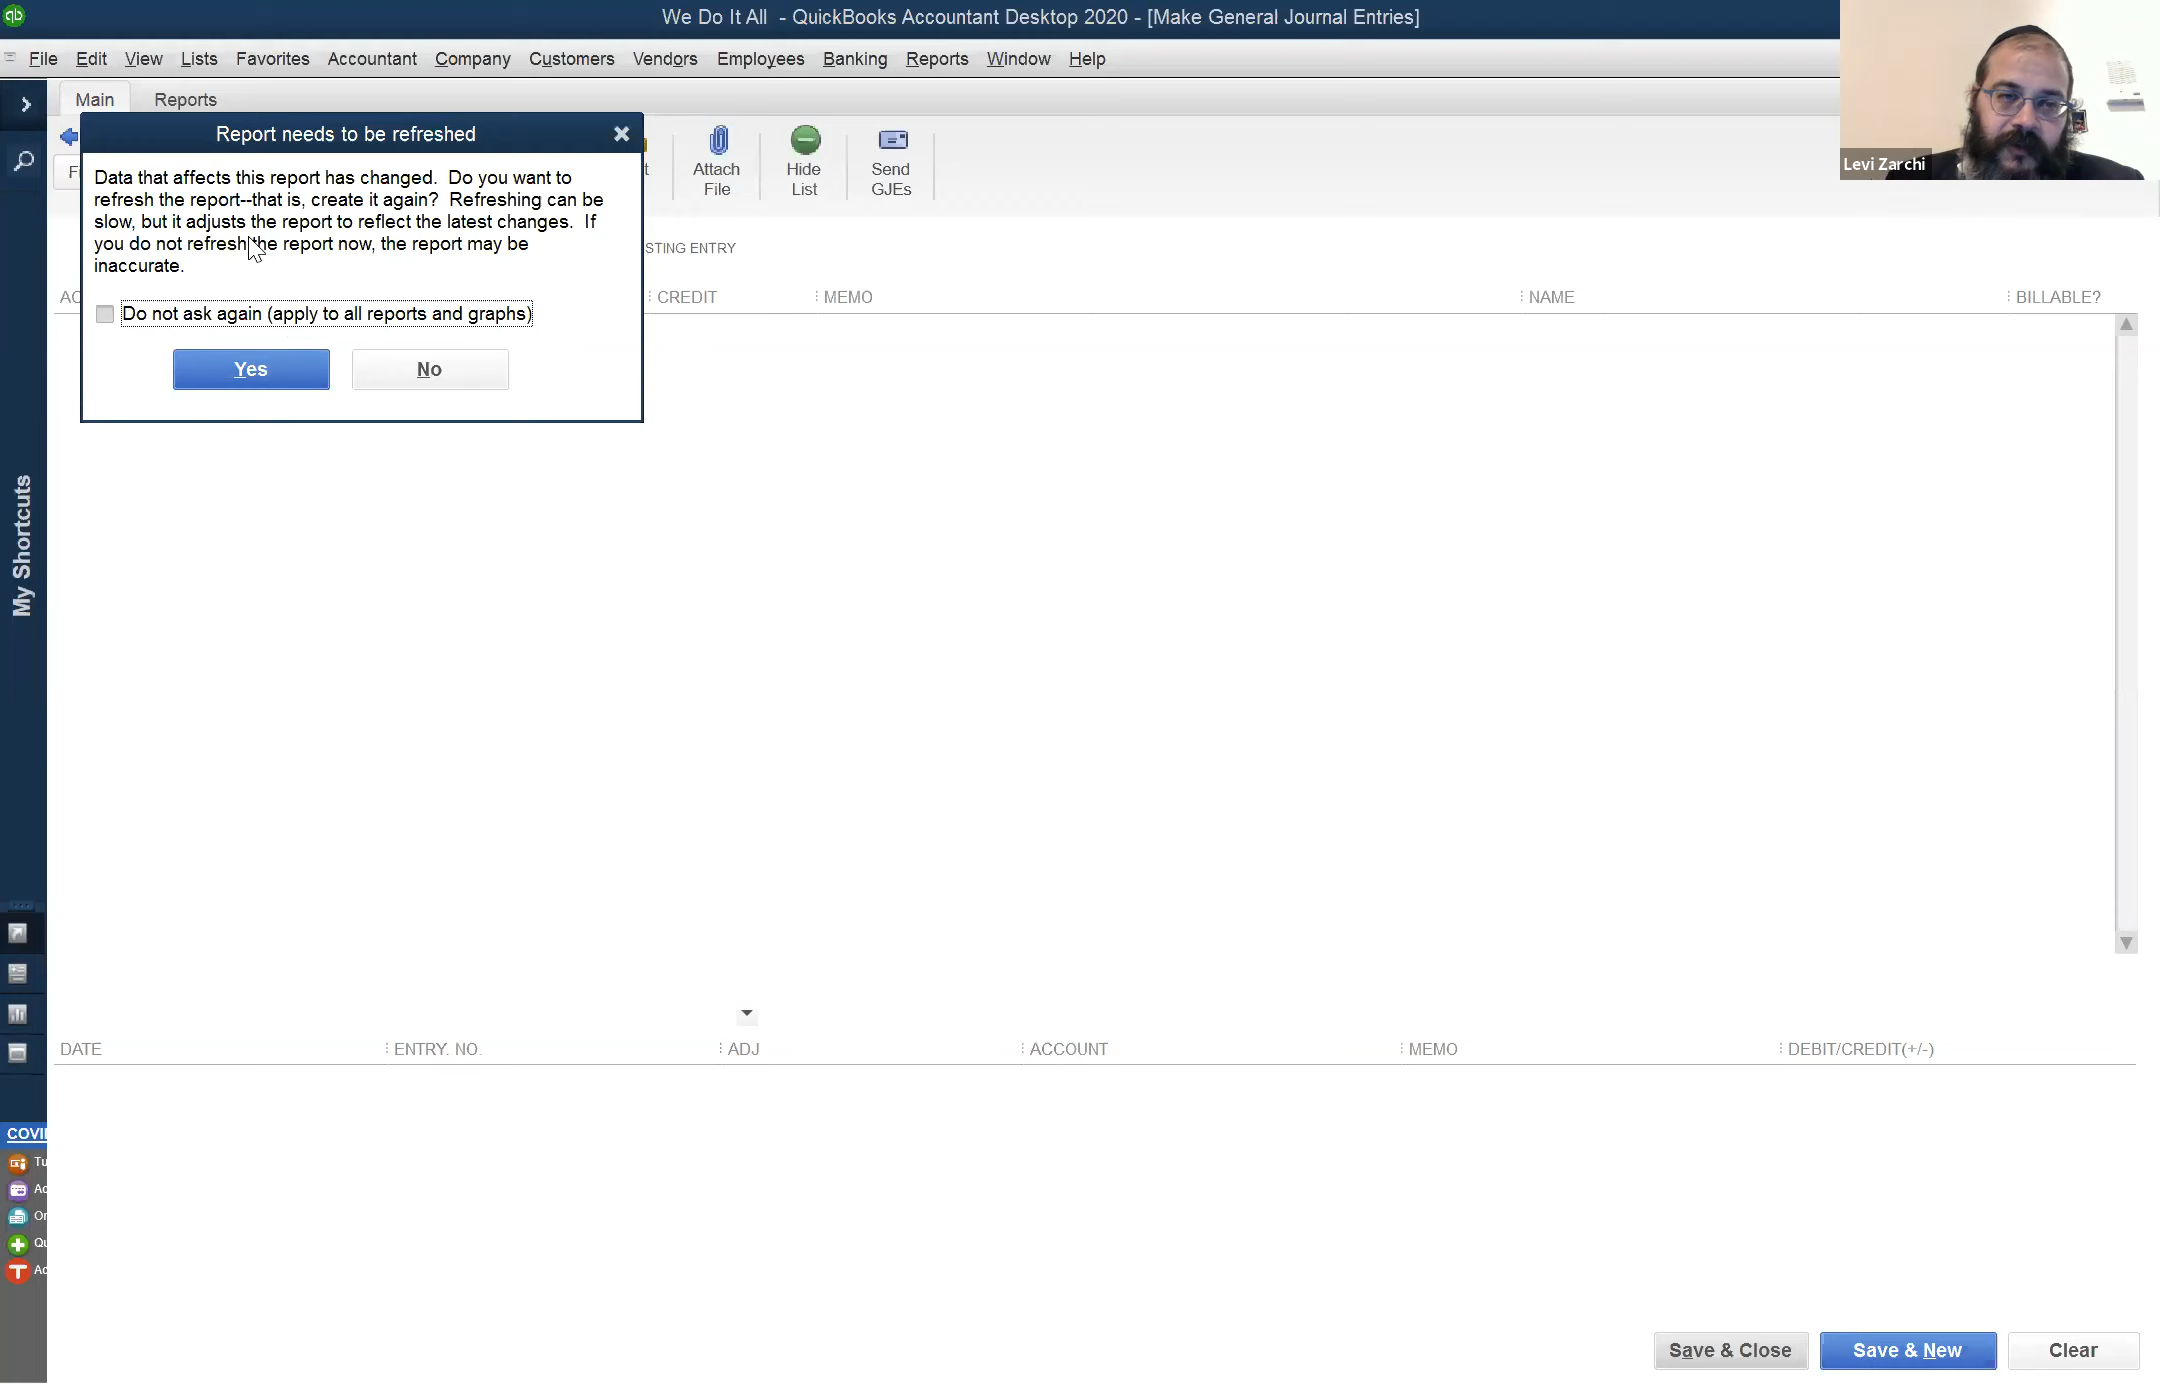 We Do It All - QuickBooks Accountant Desktop 2020 - [Make General Journal Entries]
File Edit View Lists Favorites Accountant Company Customers Vendors Employees Banking Reports Window Help
Levi Zarchi
Main Reports
Report needs to be refreshed
Data that affects this report has changed. Do you want to
refresh the report--that is, create it again? Refreshing can be
slow, but it adjusts the report to reflect the latest changes. If
you do not refresh the report now, the report may be
inaccurate.
Do not ask again (apply to all reports and graphs)
Yes No
Attach
File
Hide
List
Send
GJEs
STING ENTRY
AC CREDIT MEMO NAME BILLABLE?
My Shortcuts
DATE ENTRY. NO. ADJ ACCOUNT MEMO DEBIT/CREDIT(+/-)
COVI
Tu
Ac
Or
Qu
Ac
Save & Close Save & New Clear